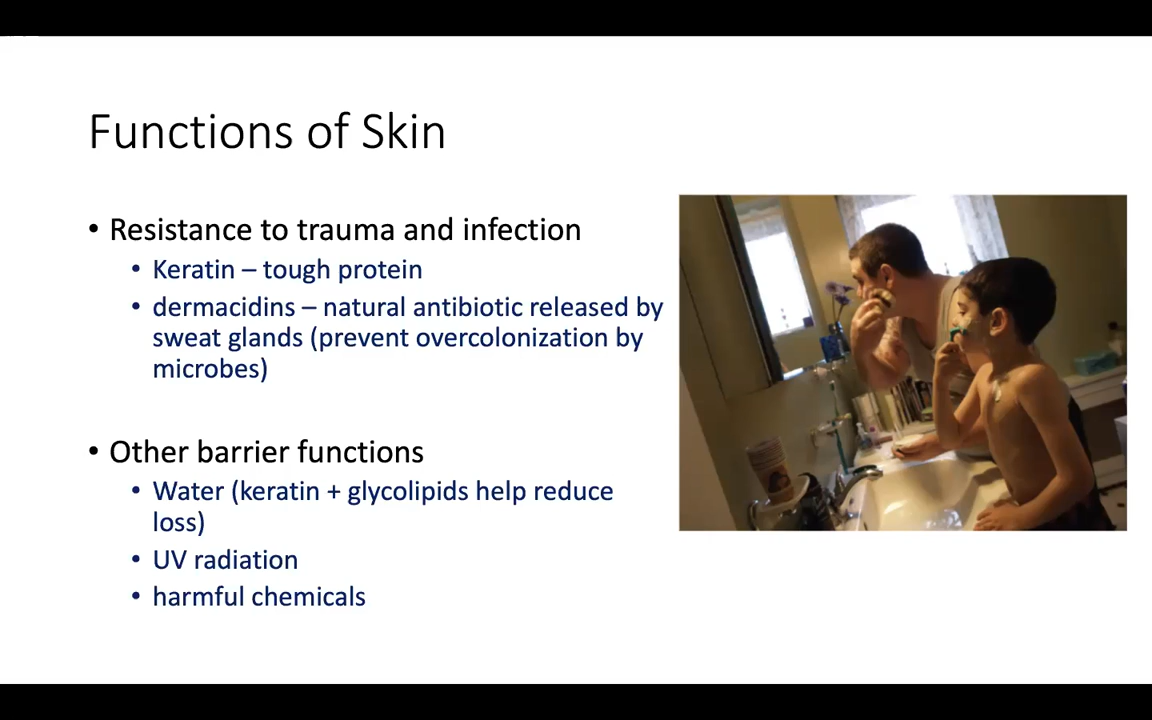 Functions of Skin
• Resistance to trauma and infection
• Keratin – tough protein
• dermacidins – natural antibiotic released by
sweat glands (prevent overcolonization by
microbes)
• Other barrier functions
• Water (keratin + glycolipids help reduce
loss)
• UV radiation
• harmful chemicals